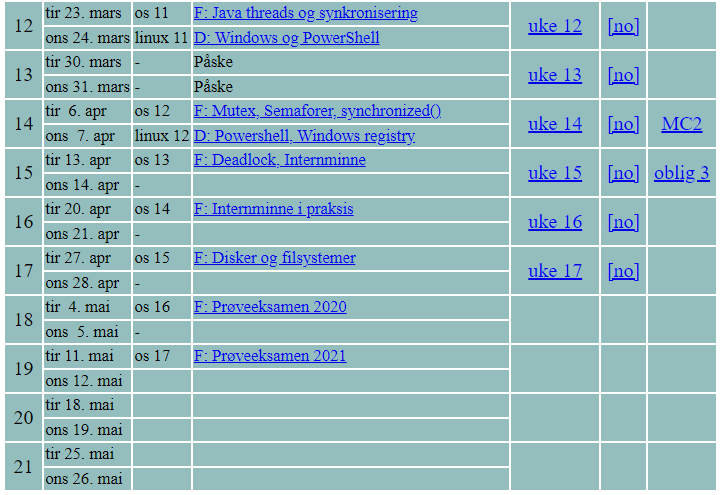 12 tir 23. mars os 11 F: Java threads og synkronisering uke 12 [no]
ons 24. mars linux 11 D: Windows og PowerShell
13 tir 30. mars - Påske uke 13 [no]
ons 31. mars - Påske
14 tir 6. apr os 12 F: Mutex, Semaforer, synchronized() uke 14 [no] MC2
ons 7. apr linux 12 D: Powershell, Windows registry
15 tir 13. apr os 13 F: Deadlock, Internminne uke 15 [no] oblig 3
ons 14. apr -
16 tir 20. apr os 14 F: Internminne i praksis uke 16 [no]
ons 21. apr -
17 tir 27. apr os 15 F: Disker og filsystemer uke 17 [no]
ons 28. apr -
18 tir 4. mai os 16 F: Prøveeksamen 2020
ons 5. mai -
19 tir 11. mai os 17 F: Prøveeksamen 2021
ons 12. mai
20 tir 18. mai
ons 19. mai
21 tir 25. mai
ons 26. mai